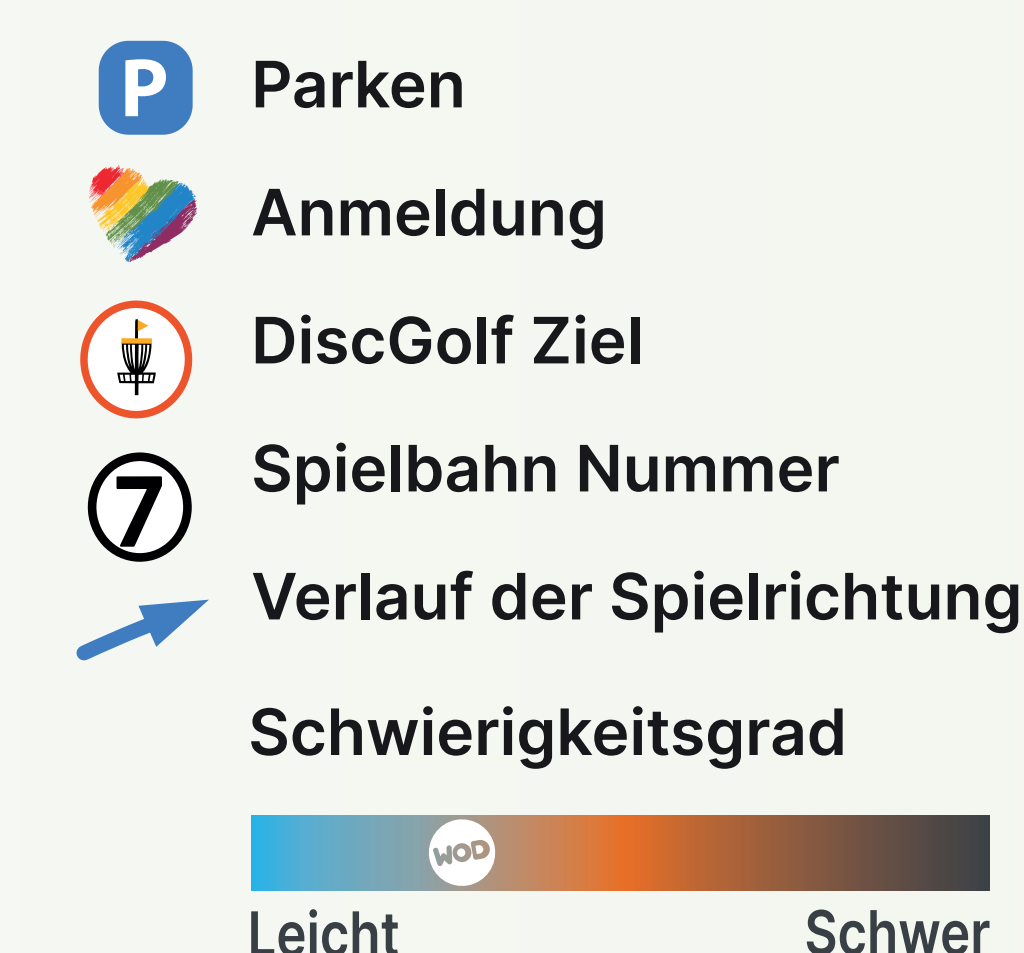 P Parken
Anmeldung
DiscGolf Ziel
7 Spielbahn Nummer
Verlauf der Spielrichtung
Schwierigkeitsgrad
WOD
Leicht Schwer